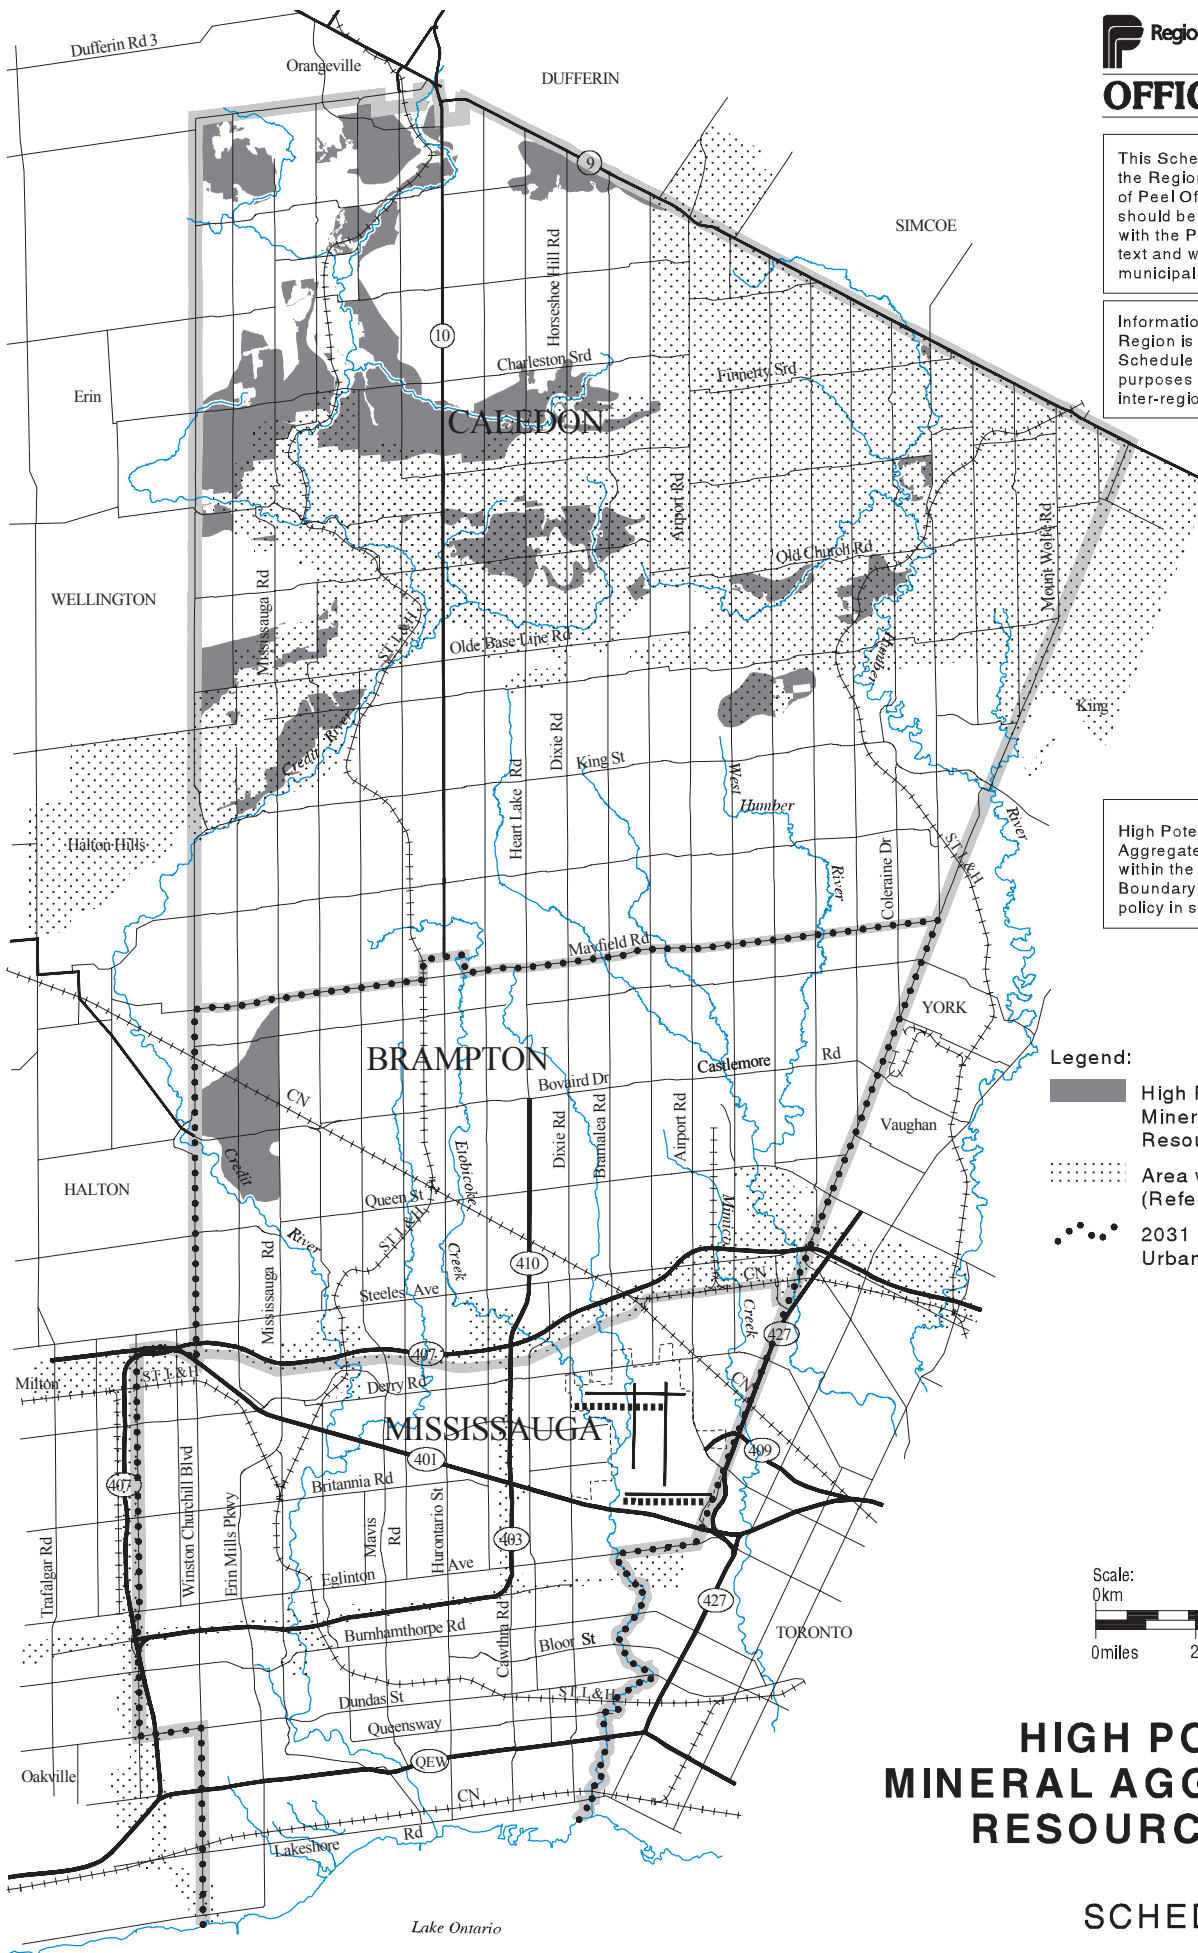 Dufferin Rd 3
Orangeville
DUFFERIN
9
SIMCOE
10
Horseshoe Hill Rd
Charleston Srd
Finnerty Srd
Erin
CALEDON
Airport Rd
Old Church Rd
Mount Wolfe Rd
WELLINGTON
Mississauga Rd
ST L & H
Olde Base Line Rd
Humber
King
Credit River
Dixie Rd
King St
Heart Lake Rd
West
Humber
River
River
Halton Hills
Coleraine Dr
ST L & H
Mayfield Rd
YORK
BRAMPTON
Castlemore Rd
Bovaird Dr
CN
Dixie Rd
Bramalea Rd
Airport Rd
Vaughan
Credit
River
Etobicoke
Creek
HALTON
Queen St
ST L & H
Mimico
Creek
410
Mississauga Rd
Steeles Ave
CN
427
407
Milton
ST L & H
Derry Rd
CN
MISSISSAUGA
401
409
407
Winston Churchill Blvd
Britannia Rd
Erin Mills Pkwy
Mavis Rd
Hurontario St
403
Trafalgar Rd
Eglinton Ave
427
Burnhamthorpe Rd
Cawthra Rd
Bloor St
TORONTO
Dundas St
ST L & H
Queensway
QEW
Oakville
CN
Lakeshore Rd
Lake Ontario
Regio
OFFIC
This Sche
the Region
of Peel Of
should be
with the P
text and w
municipal
Informatio
Region is
Schedule
purposes
inter-regio
High Pote
Aggregate
within the
Boundary
policy in s
Legend:
High P
Miner
Resou
Area w
(Refe
2031
Urban
Scale:
0km
0miles 2
HIGH PO
MINERAL AGG
RESOURC
SCHED